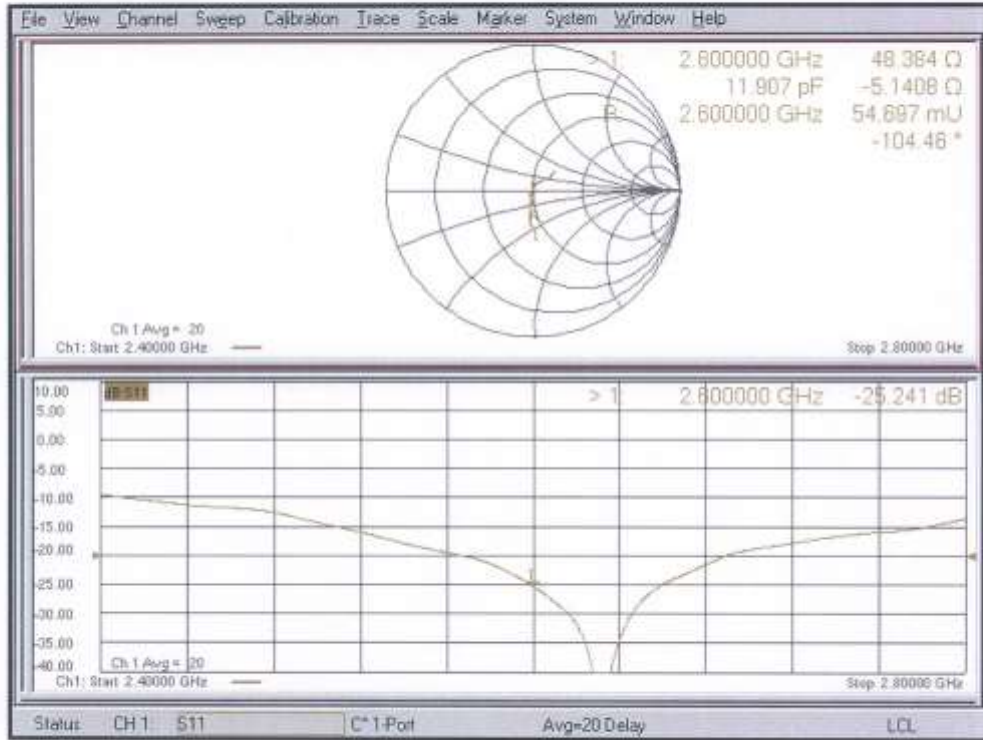 File View Channel Sweep Calibration Trace Scale Marker System Window Help
> 1 2.600000 GHz 48.384 Ω
11.907 pF -5.1408 Ω
R 2.600000 GHz 54.697 mU
-104.46 °
Ch 1 Avg = 20
Ch1: Start 2.40000 GHz Stop 2.80000 GHz
10.00 dB-S11 > 1: 2.600000 GHz -25.241 dB
5.00
0.00
-5.00
-10.00
-15.00
-20.00
-25.00
-30.00
-35.00
-40.00 Ch 1 Avg = 20
Ch1: Start 2.40000 GHz Stop 2.80000 GHz
Status CH 1: S11 C* 1-Port Avg=20 Delay LCL